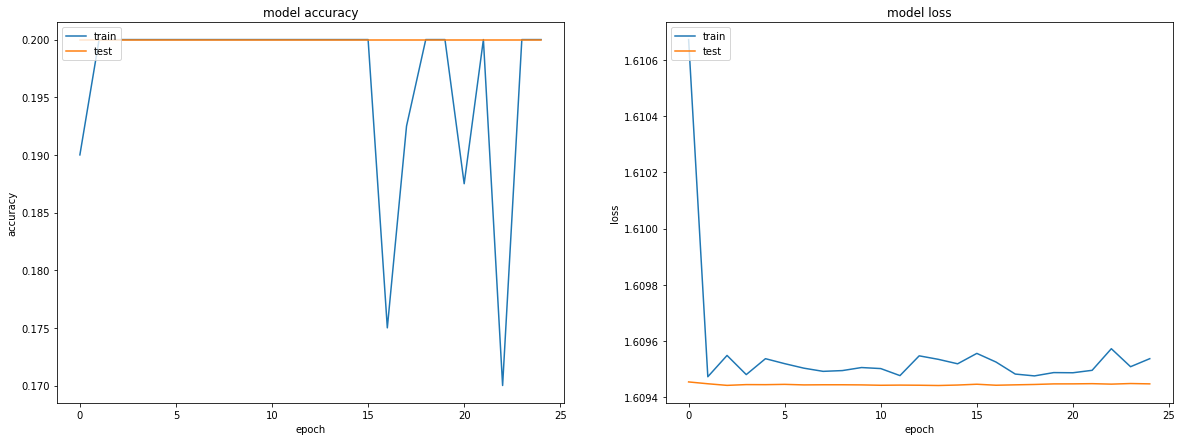 model accuracy
train
test
0.200
0.195
0.190
0.185
0.180
0.175
0.170
accuracy
0 5 10 15 20 25
epoch
model loss
train
test
1.6106
1.6104
1.6102
1.6100
1.6098
1.6096
1.6094
loss
0 5 10 15 20 25
epoch